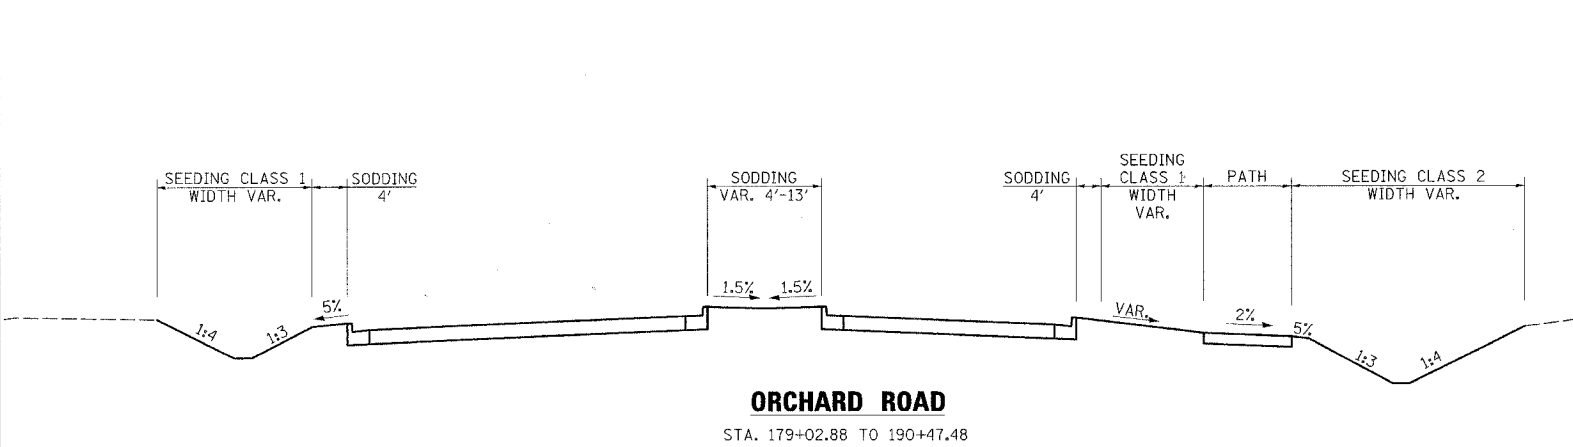 SEEDING CLASS 1
WIDTH VAR.
SODDING
4'
SODDING
VAR. 4'-13'
SODDING
4'
SEEDING
CLASS 1
WIDTH
VAR.
PATH
SEEDING CLASS 2
WIDTH VAR.
1:4
1:3
5%
1.5%
1.5%
VAR.
2%
5%
1:3
1:4
ORCHARD ROAD
STA. 179+02.88 TO 190+47.48